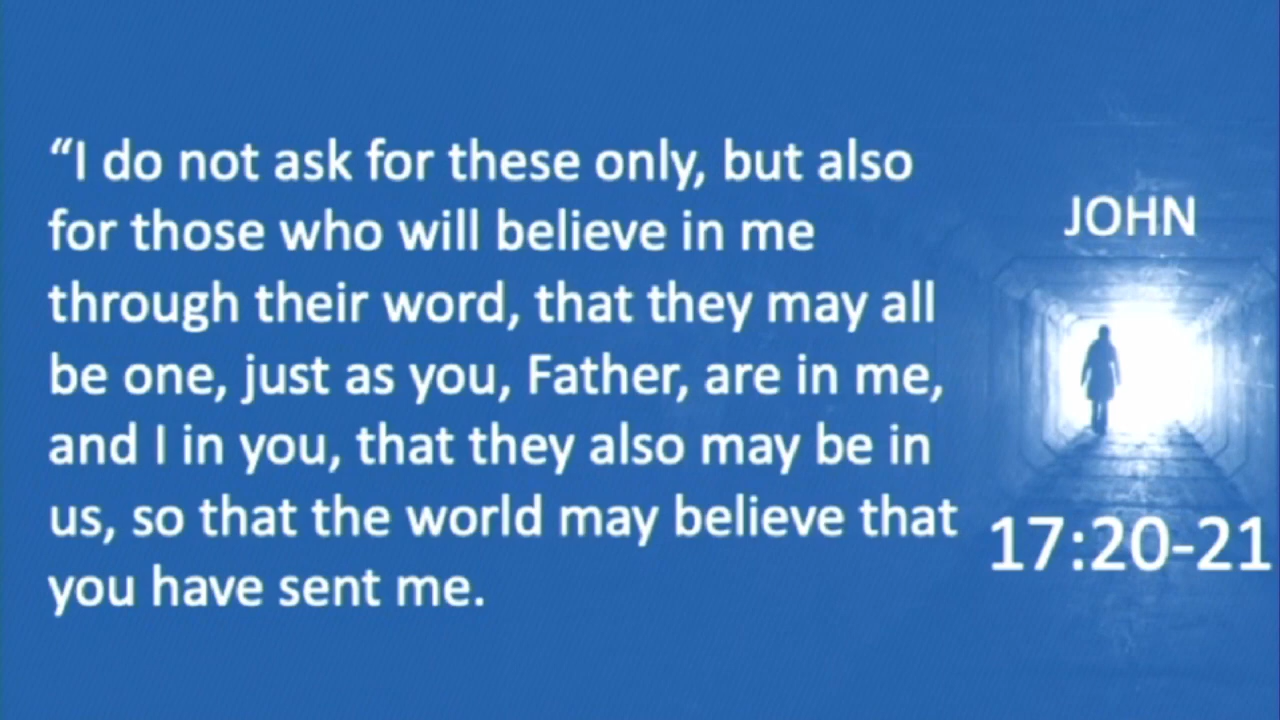 “I do not ask for these only, but also
for those who will believe in me
through their word, that they may all
be one, just as you, Father, are in me,
and I in you, that they also may be in
us, so that the world may believe that
you have sent me.
JOHN
17:20-21